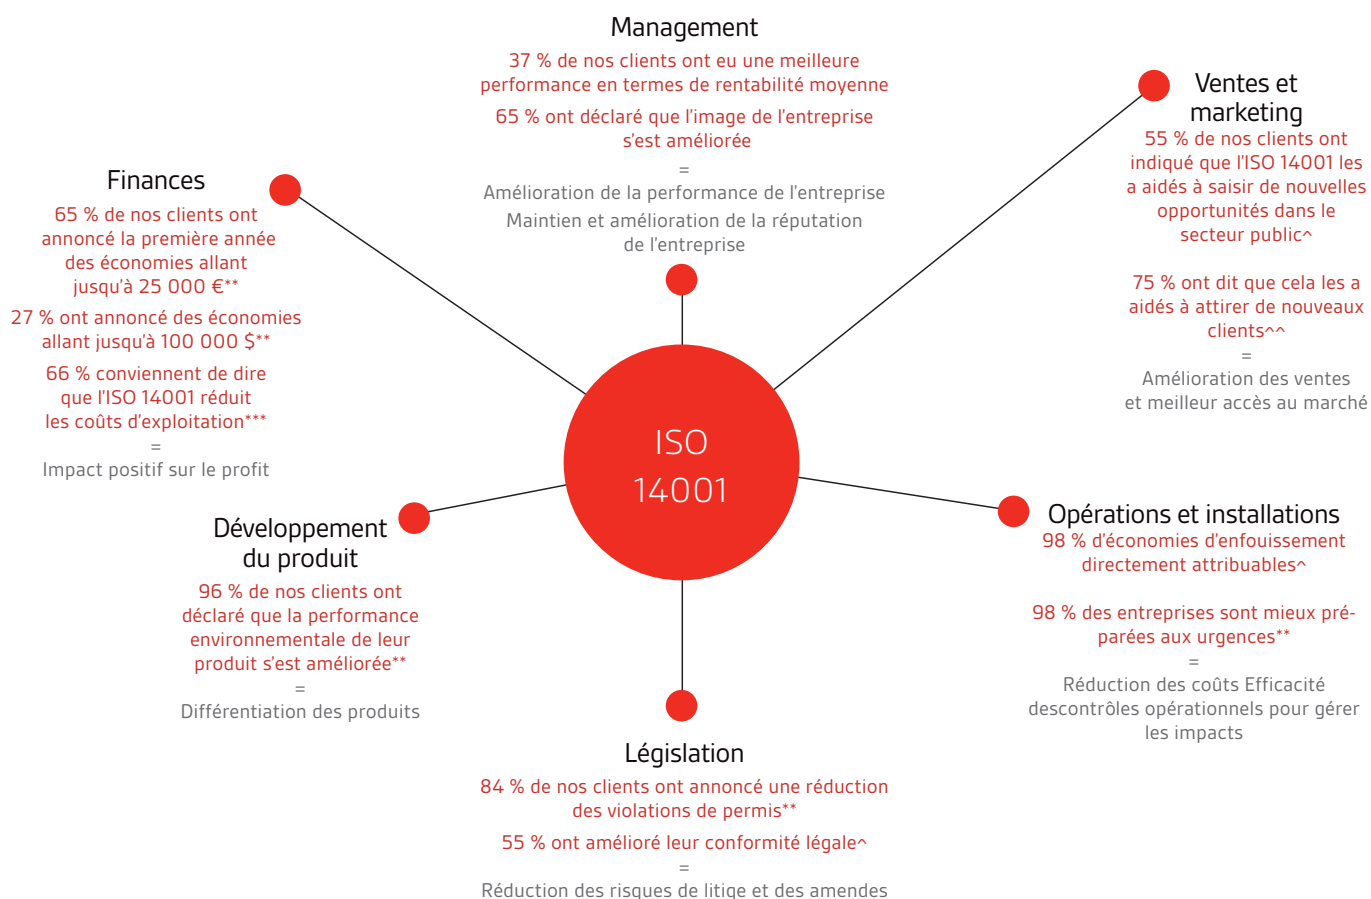 Management
37 % de nos clients ont eu une meilleure
performance en termes de rentabilité moyenne
65 % ont déclaré que l'image de l'entreprise
s'est améliorée
=
Amélioration de la performance de l'entreprise
Maintien et amélioration de la réputation
de l'entreprise
Ventes et
marketing
55 % de nos clients ont
indiqué que l'ISO 14001 les
a aidés à saisir de nouvelles
opportunités dans le
secteur public^
75 % ont dit que cela les a
aidés à attirer de nouveaux
clients^^
=
Amélioration des ventes
et meilleur accès au marché
Finances
65 % de nos clients ont
annoncé la première année
des économies allant
jusqu'à 25 000 €**
27 % ont annoncé des économies
allant jusqu'à 100 000 $**
66 % conviennent de dire
que l'ISO 14001 réduit
les coûts d'exploitation***
=
Impact positif sur le profit
ISO
14001
Développement
du produit
96 % de nos clients ont
déclaré que la performance
environnementale de leur
produit s'est améliorée**
=
Différentiation des produits
Opérations et installations
98 % d'économies d'enfouissement
directement attribuables^
98 % des entreprises sont mieux pré-
parées aux urgences**
=
Réduction des coûts Efficacité
descontrôles opérationnels pour gérer
les impacts
Législation
84 % de nos clients ont annoncé une réduction
des violations de permis**
55 % ont amélioré leur conformité légale^
=
Réduction des risques de litige et des amendes